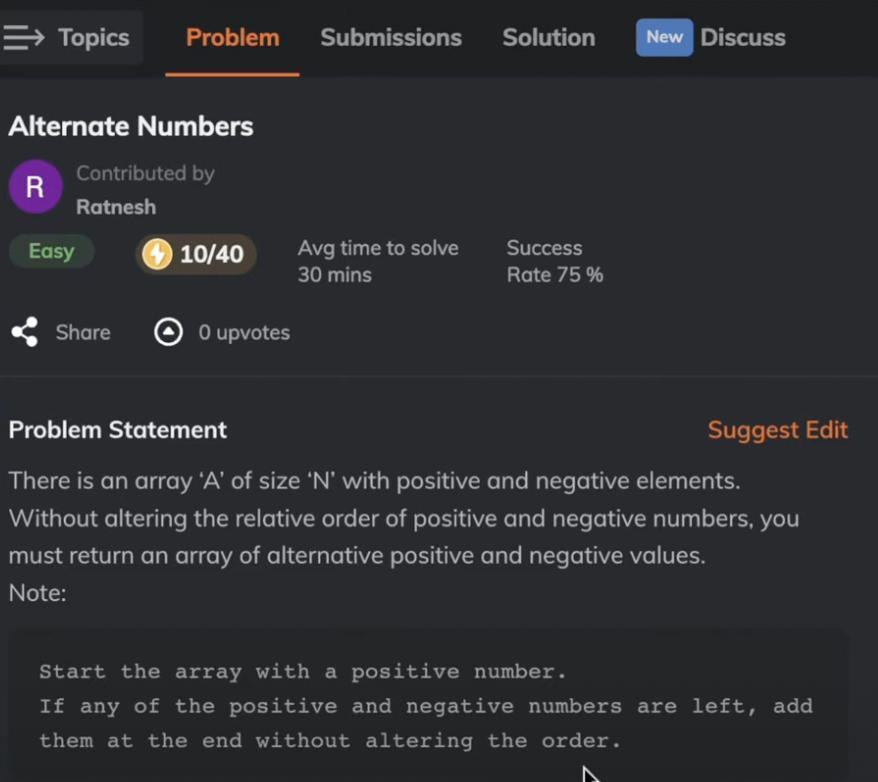 Topics Problem Submissions Solution New Discuss
Alternate Numbers
R
Contributed by
Ratnesh
Easy 10/40 Avg time to solve Success
30 mins Rate 75 %
Share 0 upvotes
Problem Statement Suggest Edit
There is an array ‘A’ of size ‘N’ with positive and negative elements.
Without altering the relative order of positive and negative numbers, you
must return an array of alternative positive and negative values.
Note:
Start the array with a positive number.
If any of the positive and negative numbers are left, add
them at the end without altering the order.